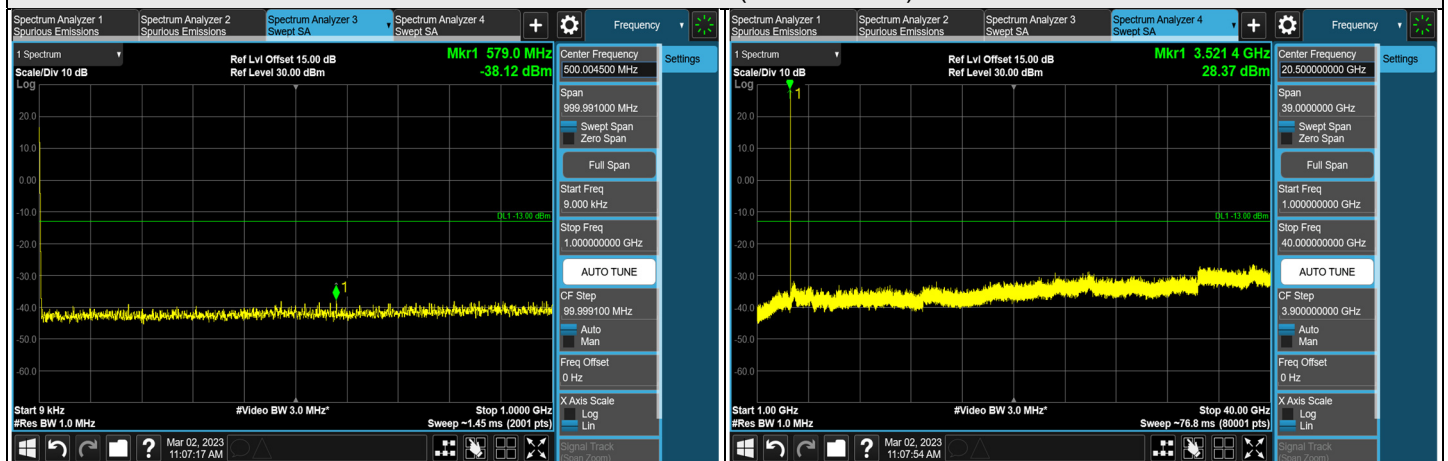 Spectrum Analyzer 1
Spurious Emissions
Spectrum Analyzer 2
Spurious Emissions
Spectrum Analyzer 3
Swept SA
Spectrum Analyzer 4
Swept SA
+
Frequency
1 Spectrum
Scale/Div 10 dB
Log
Ref Lvl Offset 15.00 dB
Ref Level 30.00 dBm
Mkr1 579.0 MHz
-38.12 dBm
20.0
10.0
0.00
-10.0
-20.0
-30.0
-40.0
-50.0
-60.0
1
DL1 -13.00 dBm
Start 9 kHz
#Res BW 1.0 MHz
#Video BW 3.0 MHz*
Stop 1.0000 GHz
Sweep ~1.45 ms (2001 pts)
Center Frequency
500.004500 MHz
Span
999.991000 MHz
Swept Span
Zero Span
Full Span
Start Freq
9.000 kHz
Stop Freq
1.000000000 GHz
AUTO TUNE
CF Step
99.999100 MHz
Auto
Man
Freq Offset
0 Hz
X Axis Scale
Log
Lin
Signal Track
(Span Zoom)
Settings
?
Mar 02, 2023
11:07:17 AM
Spectrum Analyzer 1
Spurious Emissions
Spectrum Analyzer 2
Spurious Emissions
Spectrum Analyzer 3
Swept SA
Spectrum Analyzer 4
Swept SA
+
Frequency
1 Spectrum
Scale/Div 10 dB
Log
Ref Lvl Offset 15.00 dB
Ref Level 30.00 dBm
Mkr1 3.521 4 GHz
28.37 dBm
1
20.0
10.0
0.00
-10.0
-20.0
-30.0
-40.0
-50.0
-60.0
DL1 -13.00 dBm
Start 1.00 GHz
#Res BW 1.0 MHz
#Video BW 3.0 MHz*
Stop 40.00 GHz
Sweep ~76.8 ms (80001 pts)
Center Frequency
20.500000000 GHz
Span
39.0000000 GHz
Swept Span
Zero Span
Full Span
Start Freq
1.000000000 GHz
Stop Freq
40.000000000 GHz
AUTO TUNE
CF Step
3.900000000 GHz
Auto
Man
Freq Offset
0 Hz
X Axis Scale
Log
Lin
Signal Track
(Span Zoom)
Settings
?
Mar 02, 2023
11:07:54 AM